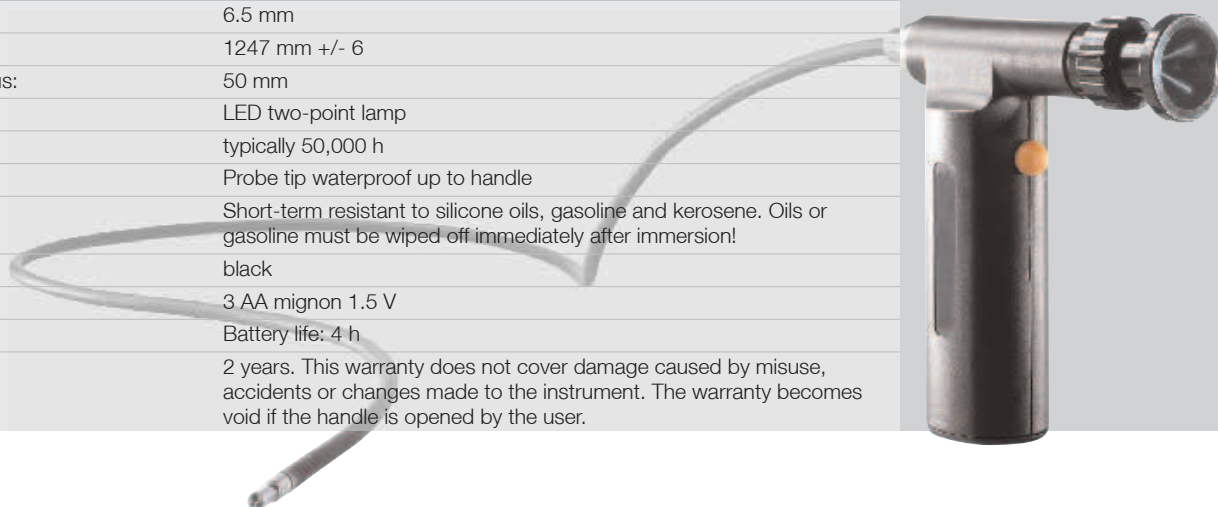 6.5 mm
1247 mm +/- 6
us: 50 mm
LED two-point lamp
typically 50,000 h
Probe tip waterproof up to handle
Short-term resistant to silicone oils, gasoline and kerosene. Oils or
gasoline must be wiped off immediately after immersion!
black
3 AA mignon 1.5 V
Battery life: 4 h
2 years. This warranty does not cover damage caused by misuse,
accidents or changes made to the instrument. The warranty becomes
void if the handle is opened by the user.